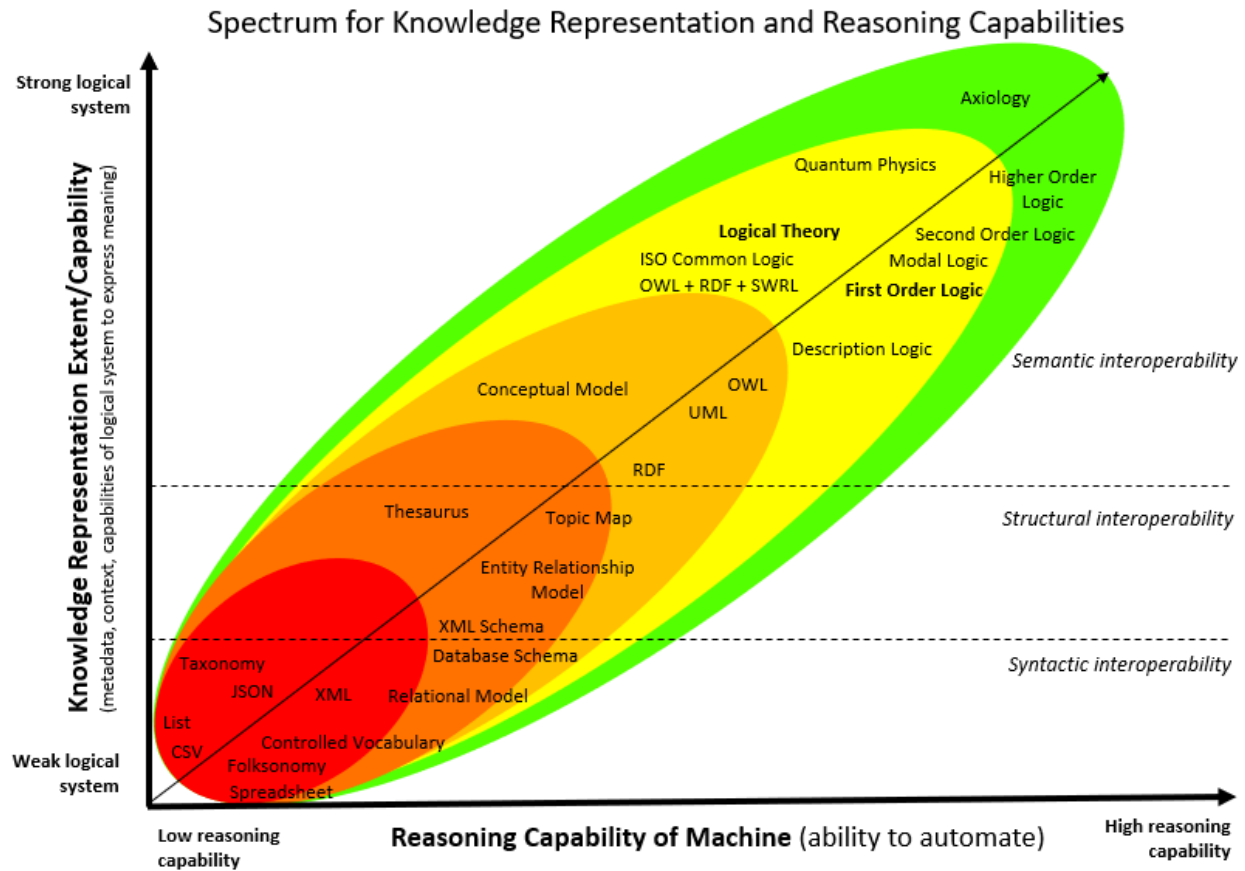 Spectrum for Knowledge Representation and Reasoning Capabilities
Strong logical
system
Knowledge Representation Extent/Capability
(metadata, context, capabilities of logical system to express meaning)
Weak logical
system
Axiology
Quantum Physics
Higher Order
Logic
Logical Theory
Second Order Logic
ISO Common Logic
Modal Logic
OWL + RDF + SWRL
First Order Logic
Description Logic
Semantic interoperability
Conceptual Model
OWL
UML
RDF
Thesaurus
Topic Map
Structural interoperability
Entity Relationship
Model
XML Schema
Database Schema
Syntactic interoperability
Taxonomy
JSON
XML
Relational Model
List
CSV
Controlled Vocabulary
Folksonomy
Spreadsheet
Low reasoning
capability
Reasoning Capability of Machine (ability to automate)
High reasoning
capability